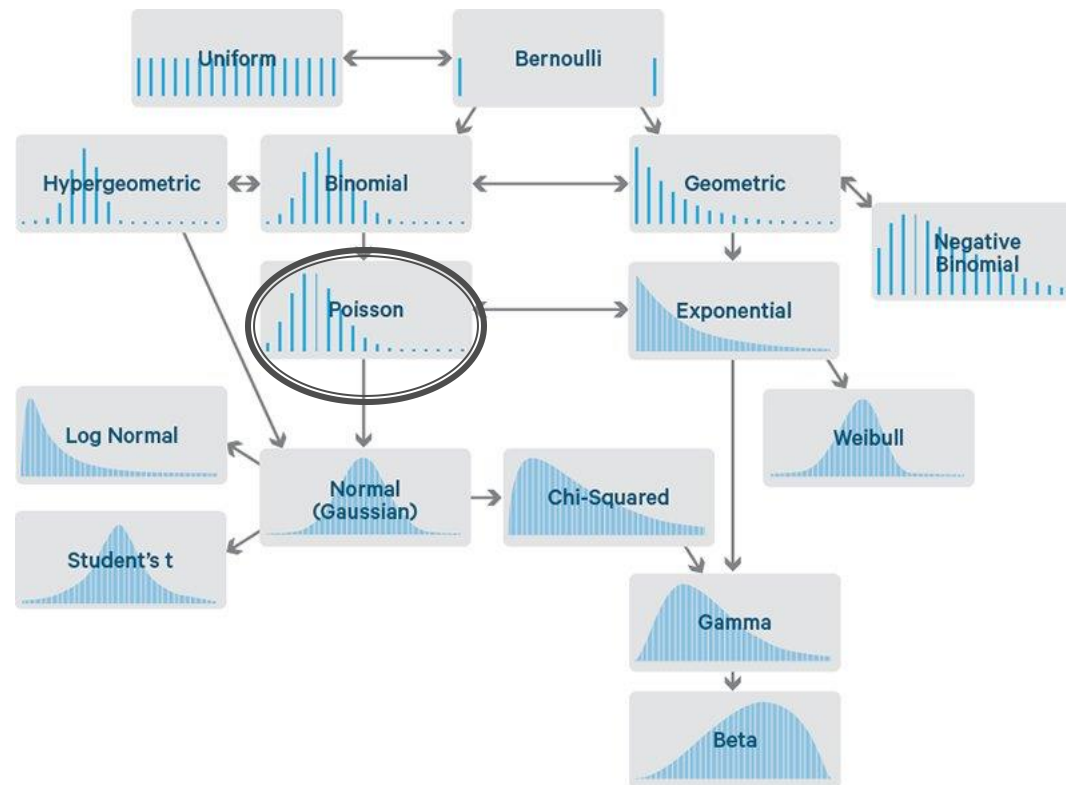 Uniform
Bernoulli
Hypergeometric
Binomial
Geometric
Negative
Binomial
Poisson
Exponential
Log Normal
Weibull
Normal
(Gaussian)
Chi-Squared
Student's t
Gamma
Beta